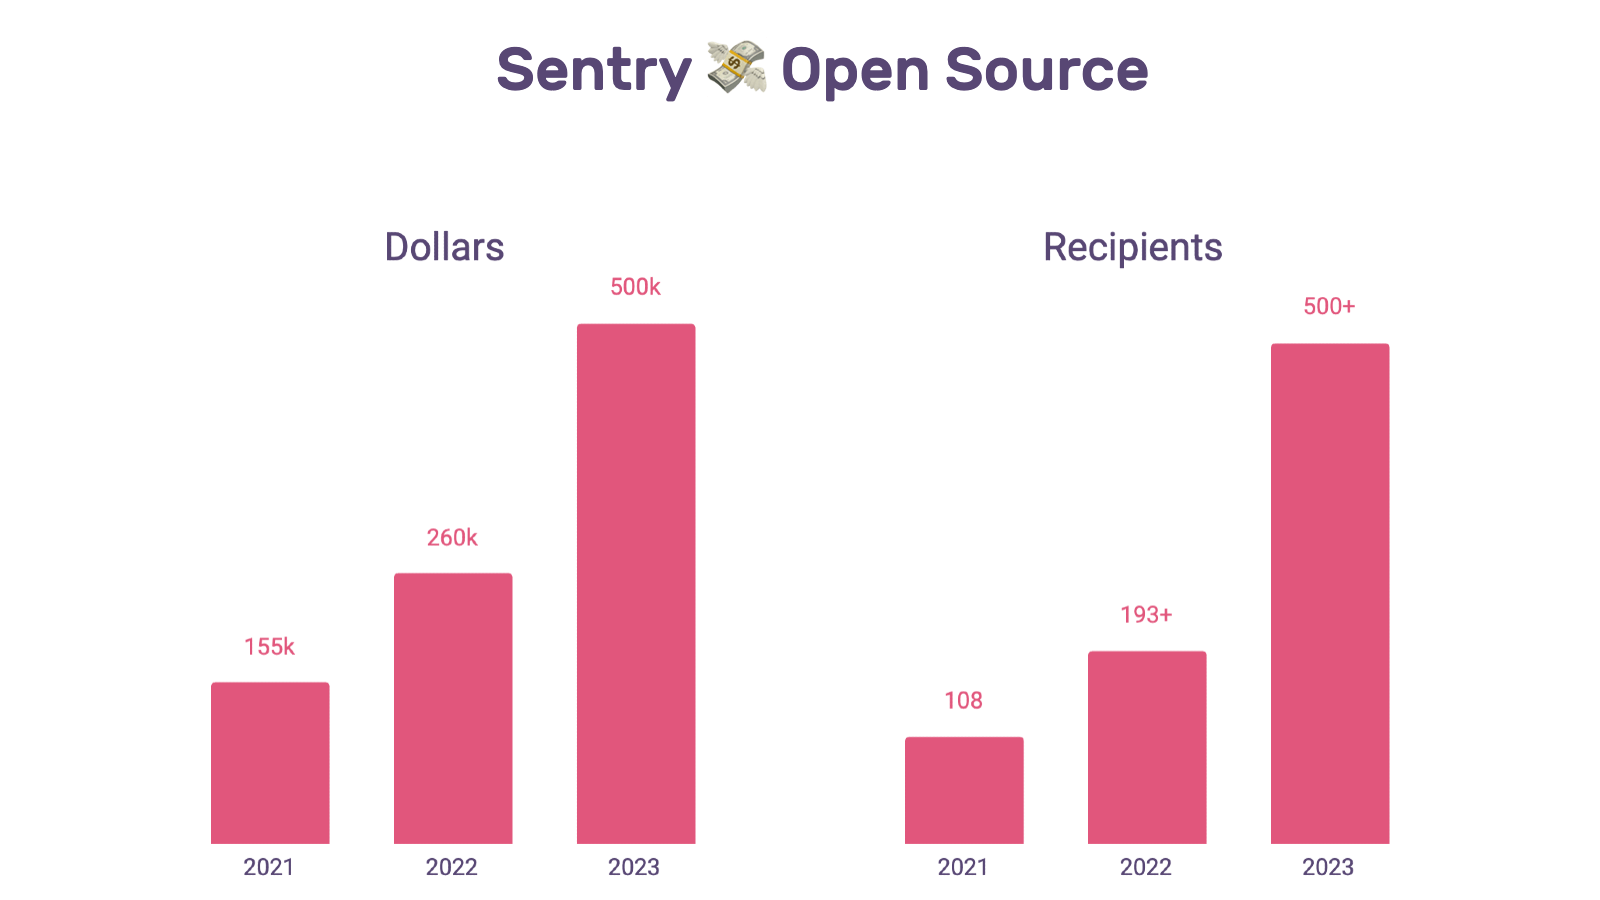 Sentry 💸 Open Source
Dollars
500k
260k
155k
2021 2022 2023
Recipients
500+
193+
108
2021 2022 2023